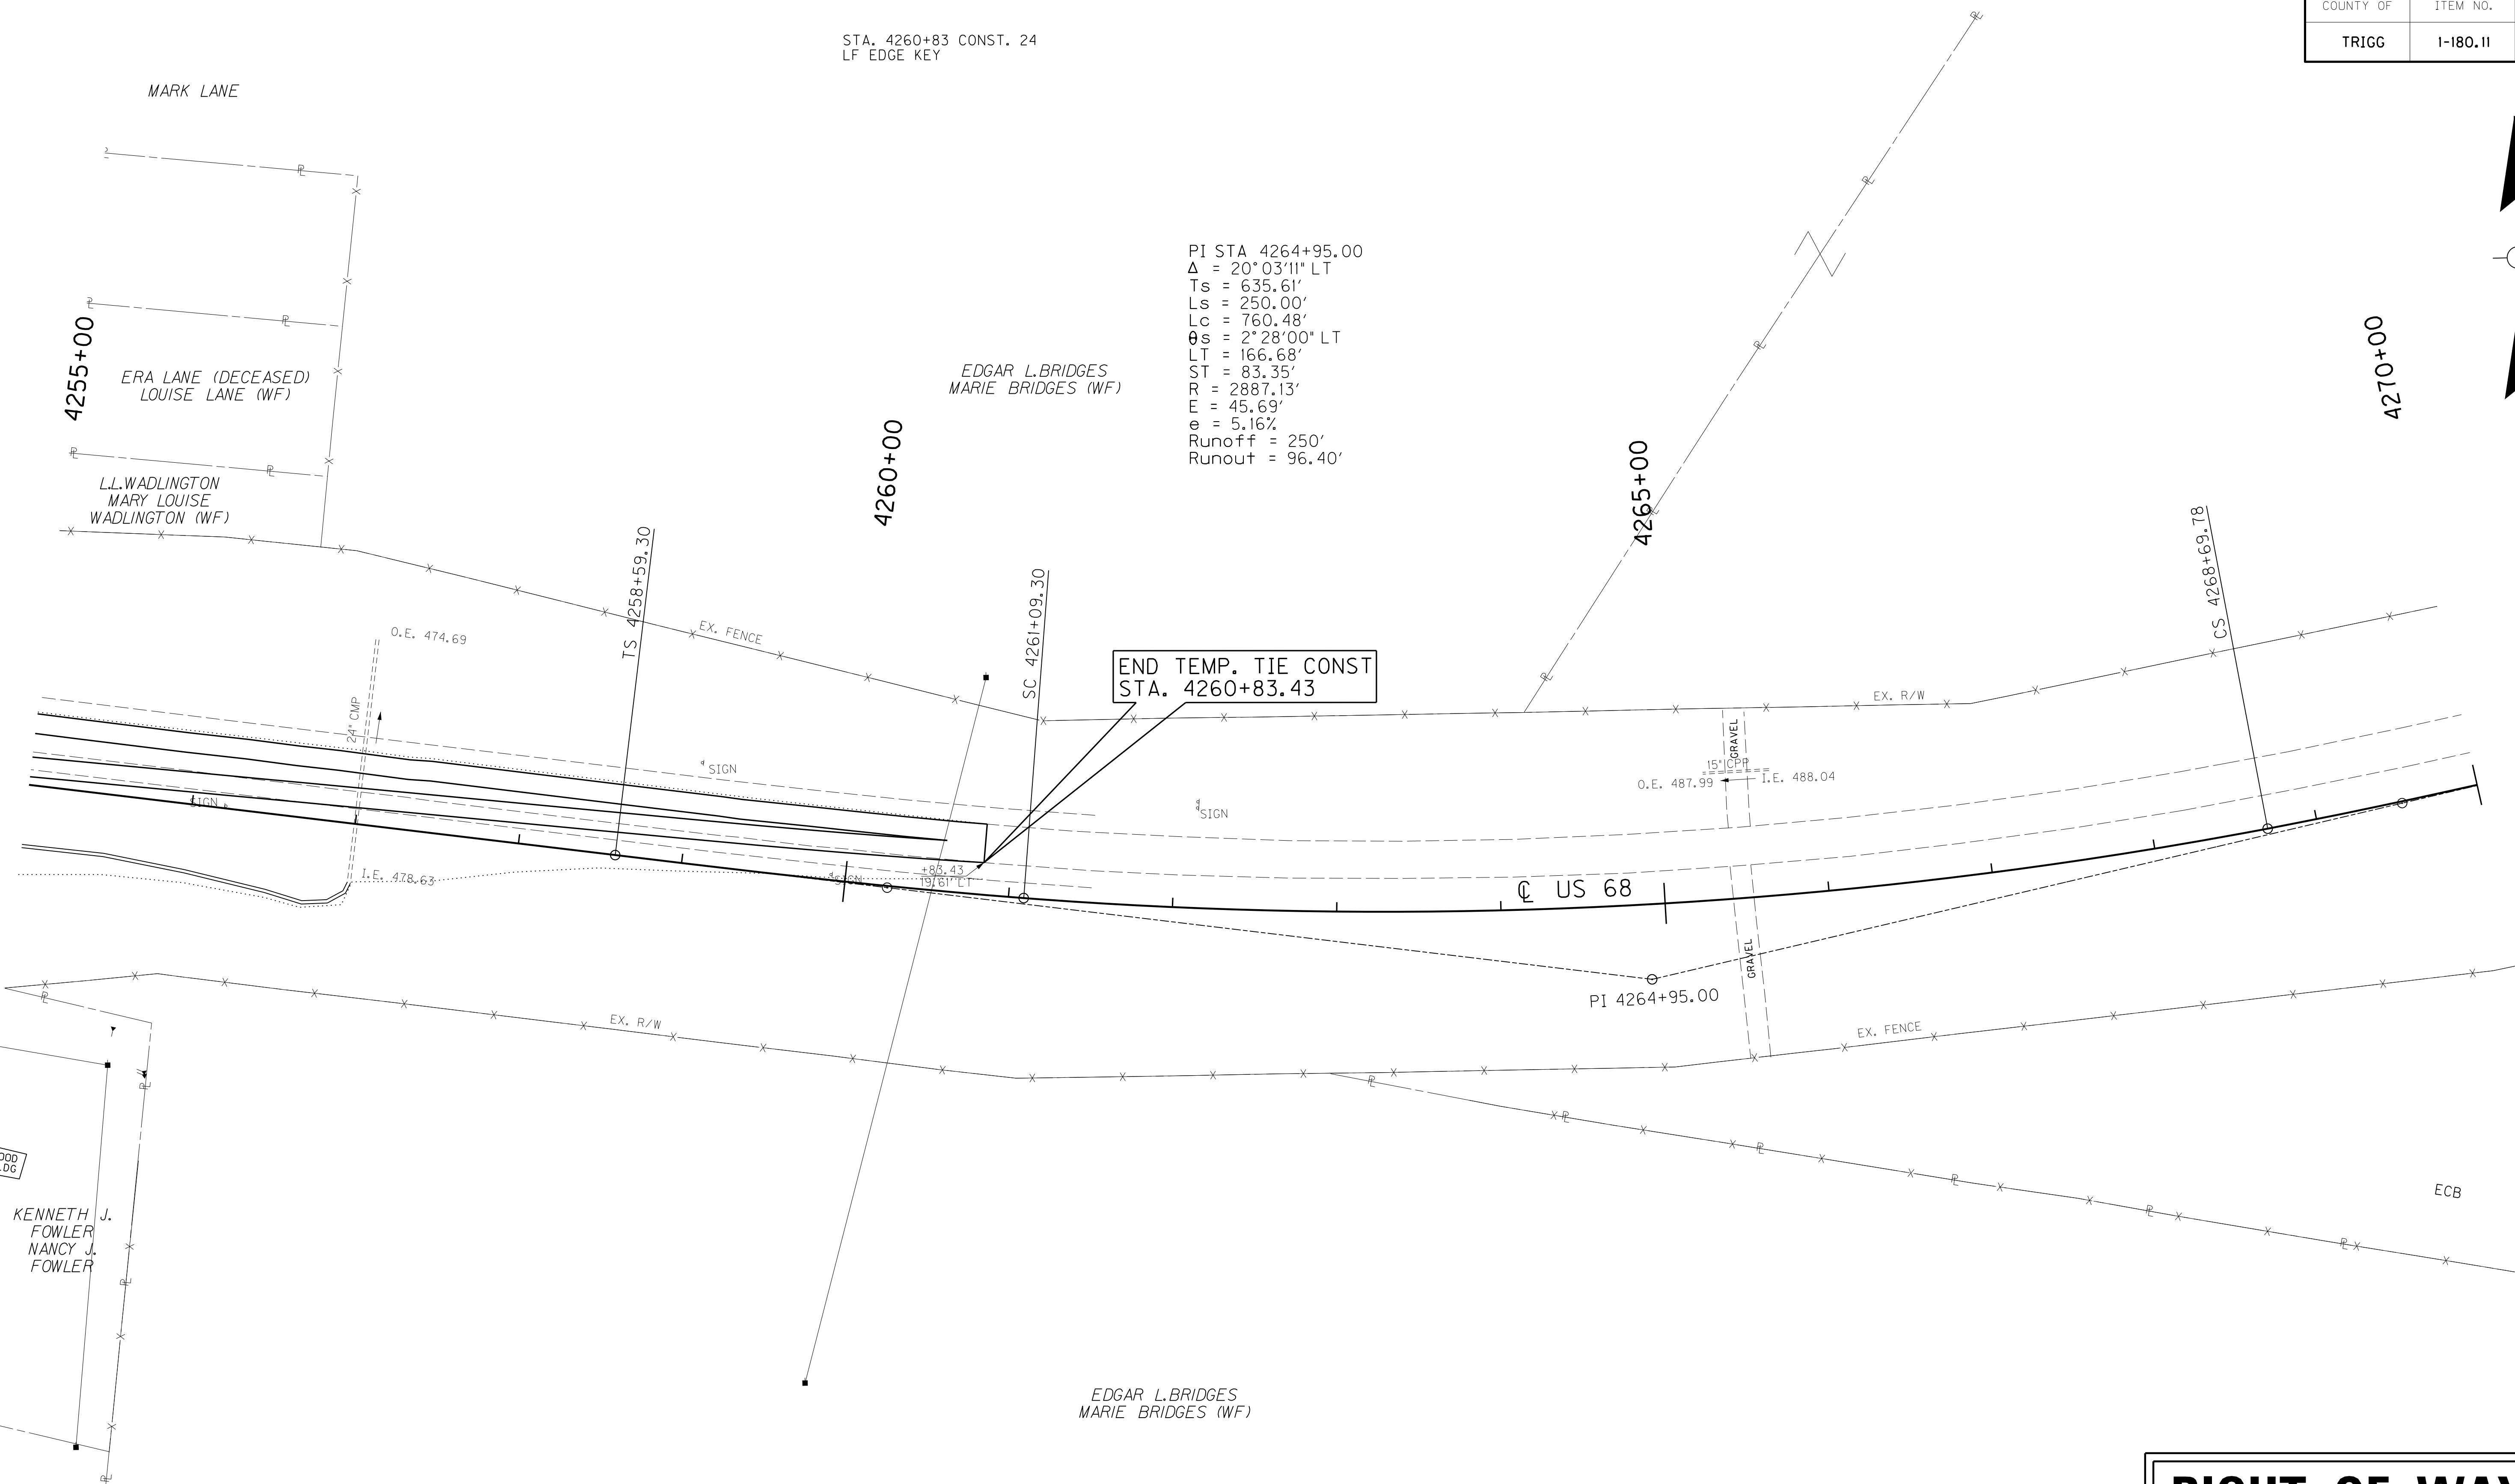 COUNTY OF ITEM NO.
TRIGG 1-180.11
STA. 4260+83 CONST. 24
LF EDGE KEY
MARK LANE
4255+00
ERA LANE (DECEASED)
LOUISE LANE (WF)
L.L.WADLINGTON
MARY LOUISE
WADLINGTON (WF)
PI STA 4264+95.00
Δ = 20°03'11" LT
Ts = 635.61'
Ls = 250.00'
Lc = 760.48'
θs = 2°28'00" LT
LT = 166.68'
ST = 83.35'
R = 2887.13'
E = 45.69'
e = 5.16%
Runoff = 250'
Runout = 96.40'
EDGAR L.BRIDGES
MARIE BRIDGES (WF)
4260+00
4265+00
4270+00
TS 4258+59.30
SC 4261+09.30
CS 4268+69.78
O.E. 474.69
24" CMP
EX. FENCE
END TEMP. TIE CONST
STA. 4260+83.43
EX. R/W
SIGN
SIGN
SIGN
SIGN
GRAVEL
15" CPP
O.E. 487.99
I.E. 488.04
I.E. 478.63
+83.43
19.61' LT
℄ US 68
GRAVEL
PI 4264+95.00
EX. R/W
EX. FENCE
ECB
KENNETH J.
FOWLER
NANCY J.
FOWLER
EDGAR L.BRIDGES
MARIE BRIDGES (WF)
RIGHT OF WAY